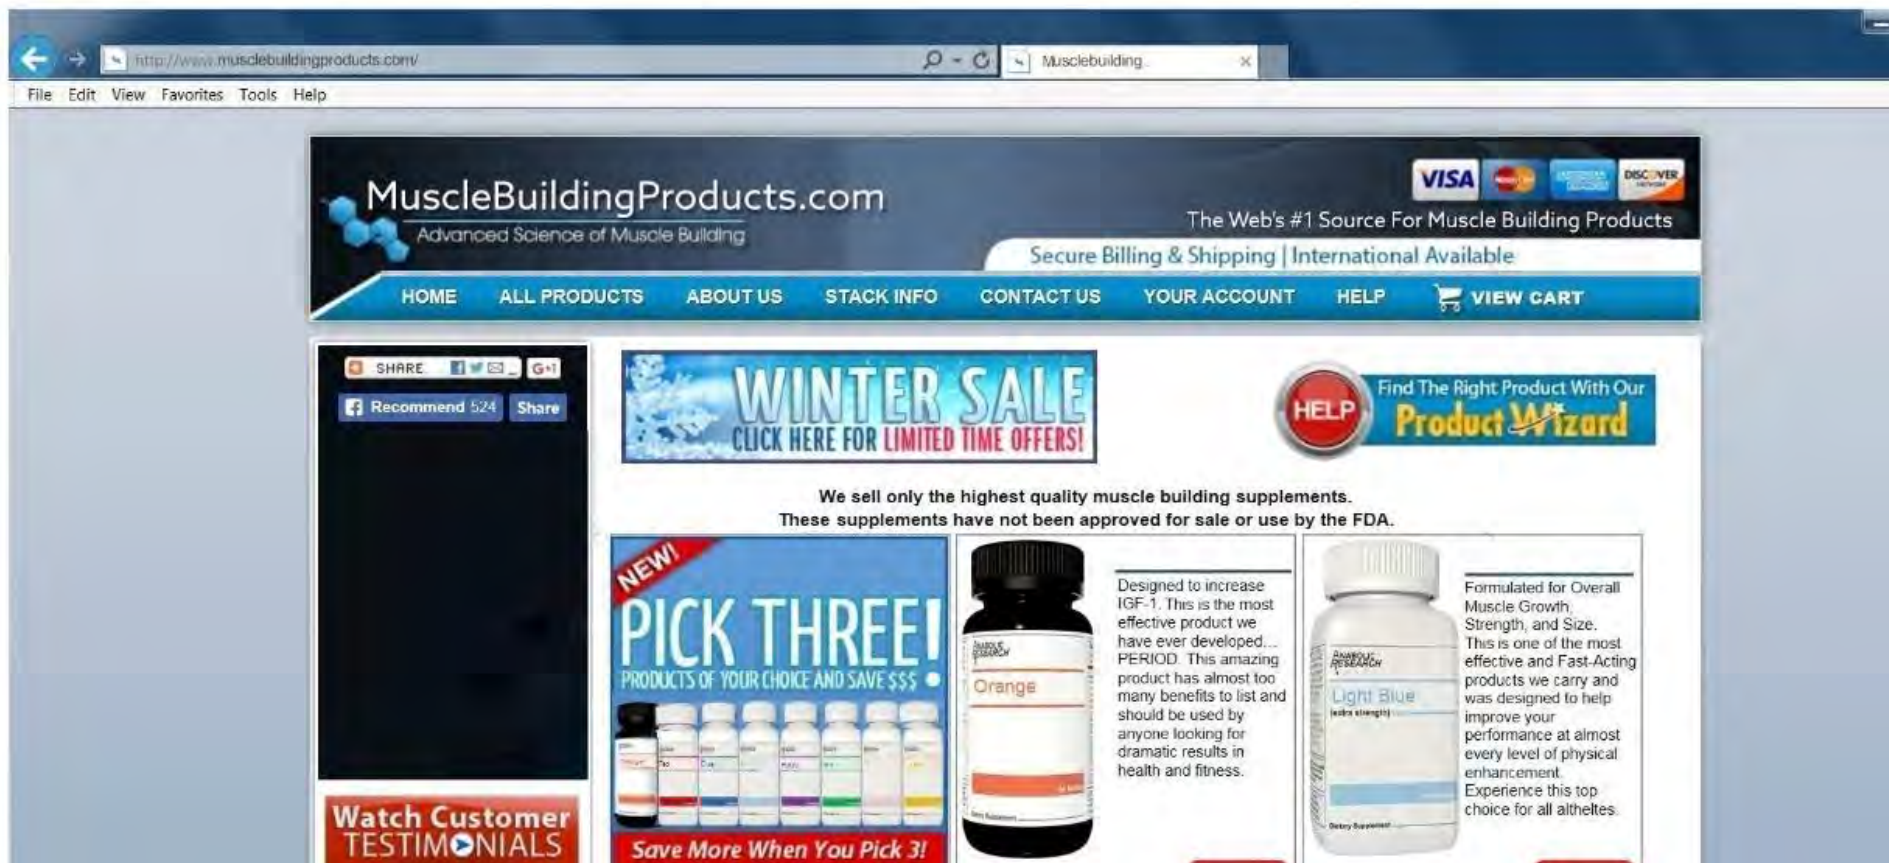 http://www.musclebuildingproducts.com/
Musclebuilding
File Edit View Favorites Tools Help
MuscleBuildingProducts.com
Advanced Science of Muscle Building
VISA
DISCOVER
The Web's #1 Source For Muscle Building Products
Secure Billing & Shipping | International Available
HOME ALL PRODUCTS ABOUT US STACK INFO CONTACT US YOUR ACCOUNT HELP VIEW CART
SHARE G+1
Recommend 524 Share
WINTER SALE
CLICK HERE FOR LIMITED TIME OFFERS!
HELP
Find The Right Product With Our
Product Wizard
We sell only the highest quality muscle building supplements.
These supplements have not been approved for sale or use by the FDA.
NEW!
PICK THREE!
PRODUCTS OF YOUR CHOICE AND SAVE $$$
Save More When You Pick 3!
ANABOLIC
RESEARCH
Orange
Dietary Supplement
Designed to increase
IGF-1. This is the most
effective product we
have ever developed...
PERIOD. This amazing
product has almost too
many benefits to list and
should be used by
anyone looking for
dramatic results in
health and fitness.
ANABOLIC
RESEARCH
Light Blue
(extra strength)
Dietary Supplement
Formulated for Overall
Muscle Growth,
Strength, and Size.
This is one of the most
effective and Fast-Acting
products we carry and
was designed to help
improve your
performance at almost
every level of physical
enhancement.
Experience this top
choice for all altheltes.
Watch Customer
TESTIMONIALS